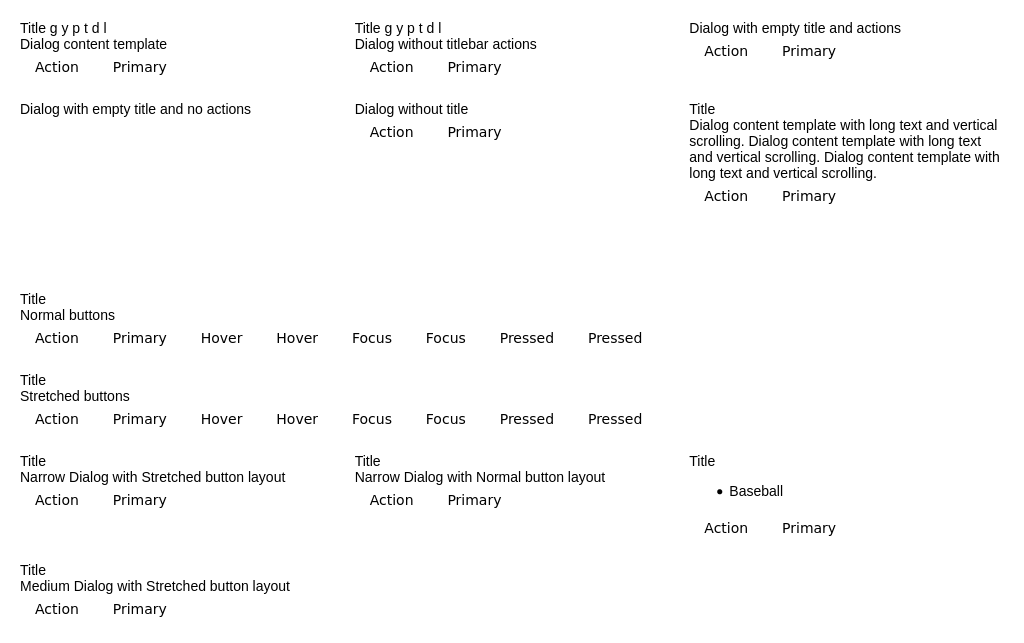 Title g y p t d l
Dialog content template
Action Primary
Title g y p t d l
Dialog without titlebar actions
Action Primary
Dialog with empty title and actions
Action Primary
Dialog with empty title and no actions
Dialog without title
Action Primary
Title
Dialog content template with long text and vertical
scrolling. Dialog content template with long text
and vertical scrolling. Dialog content template with
long text and vertical scrolling.
Action Primary
Title
Normal buttons
Action Primary Hover Hover Focus Focus Pressed Pressed
Title
Stretched buttons
Action Primary Hover Hover Focus Focus Pressed Pressed
Title
Narrow Dialog with Stretched button layout
Action Primary
Title
Narrow Dialog with Normal button layout
Action Primary
Title
• Baseball
Action Primary
Title
Medium Dialog with Stretched button layout
Action Primary